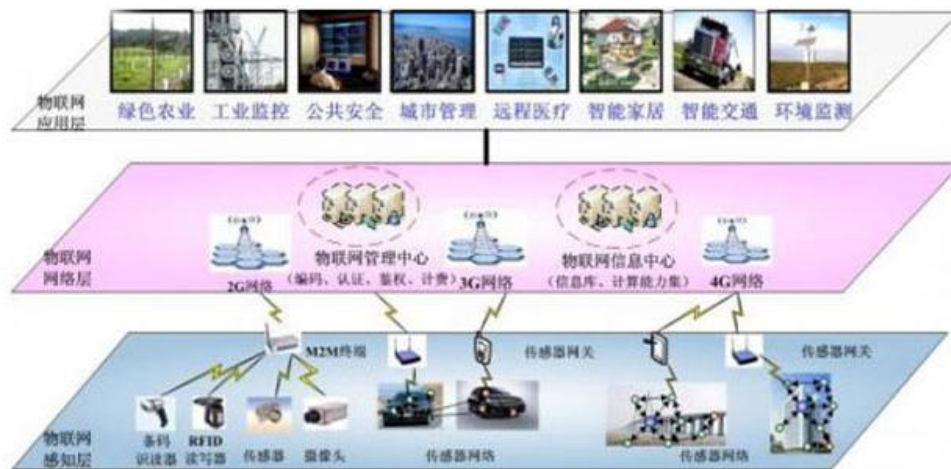 物联网
应用层
绿色农业 工业监控 公共安全 城市管理 远程医疗 智能家居 智能交通 环境监测
物联网
网络层
2G网络
物联网管理中心
(编码、认证、鉴权、计费)
3G网络
物联网信息中心
(信息库、计算能力集)
4G网络
物联网
感知层
M2M终端
传感器网关
传感器网关
条码
识读器
RFID
读写器
传感器
摄像头
传感器网络
传感器网络